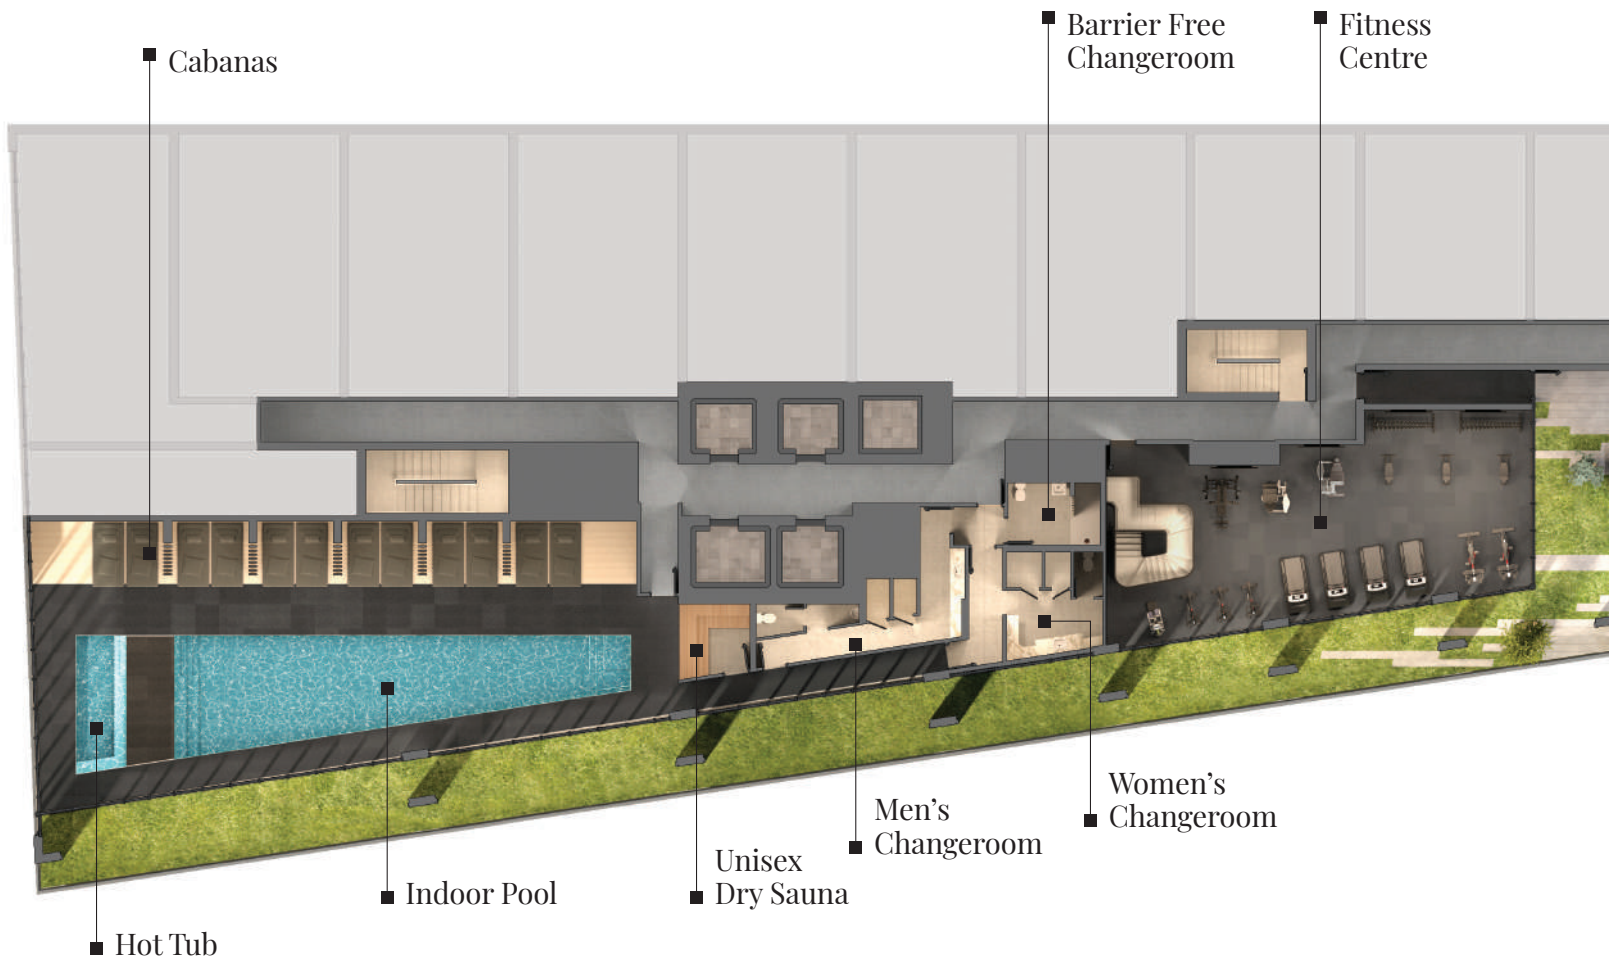 Barrier Free
Changeroom
Fitness
Centre
Cabanas
Women’s
Changeroom
Men’s
Changeroom
Unisex
Dry Sauna
Indoor Pool
Hot Tub